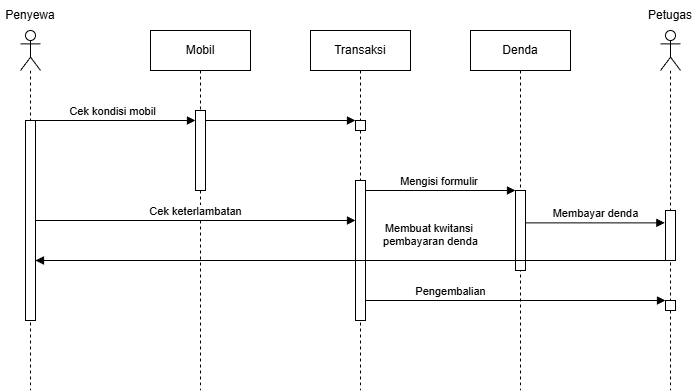 Penyewa
Petugas
Mobil
Transaksi
Denda
Cek kondisi mobil
Mengisi formulir
Cek keterlambatan
Membayar denda
Membuat kwitansi
pembayaran denda
Pengembalian